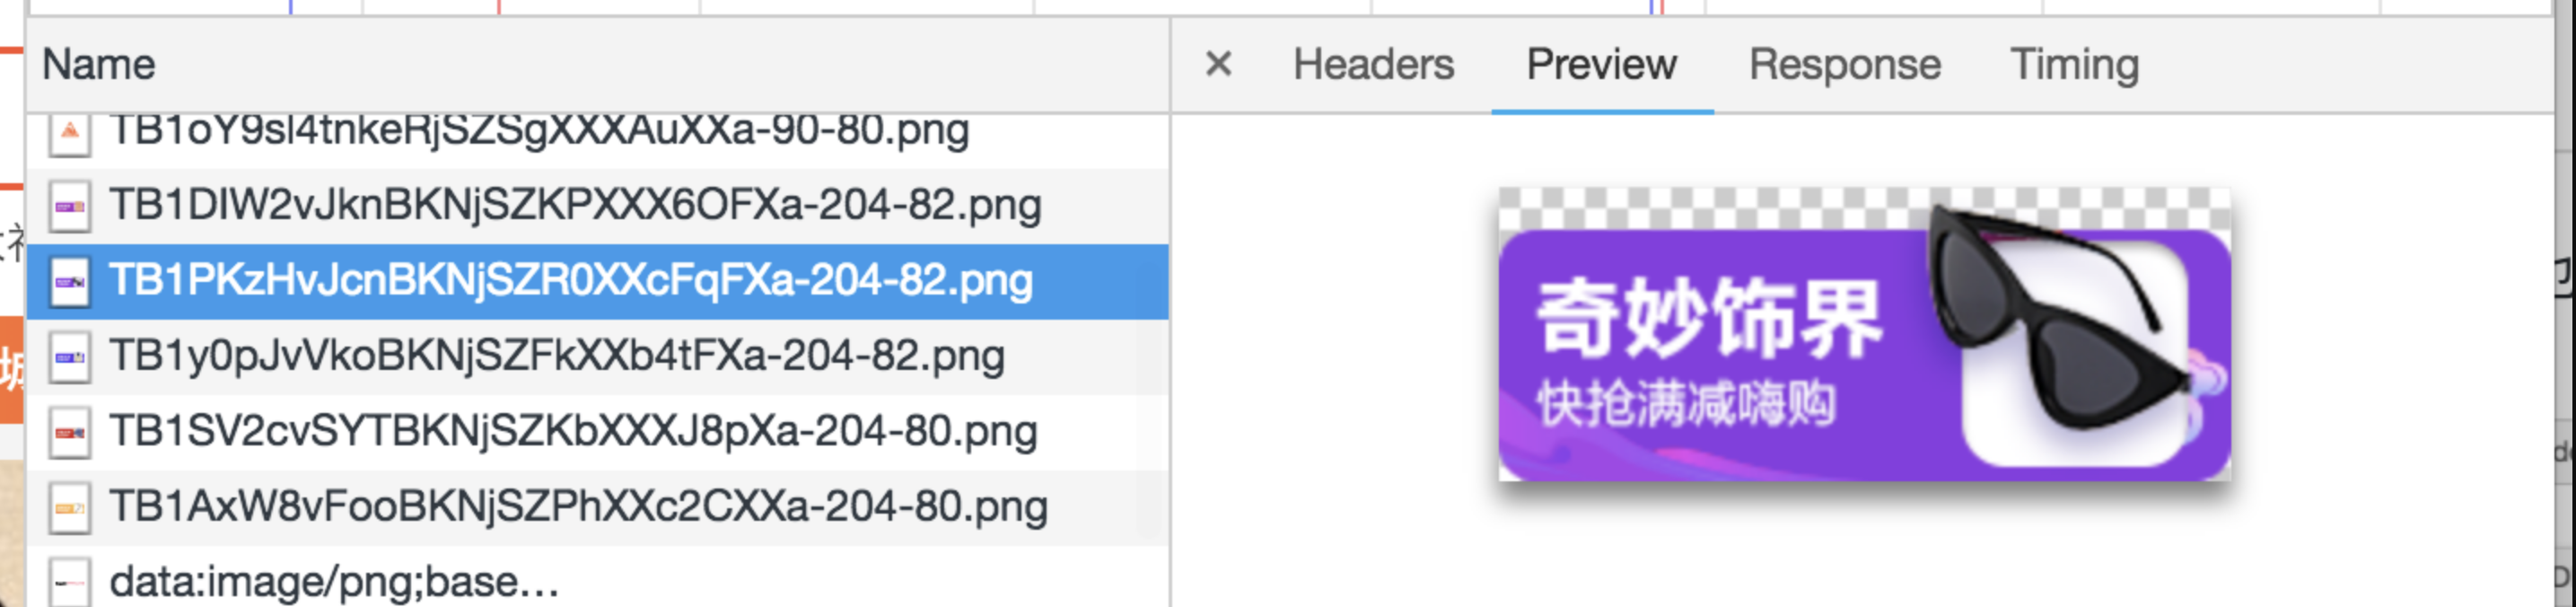 Name
× Headers Preview Response Timing
TB1oY9sl4tnkeRjSZSgXXXAuXXa-90-80.png
TB1DIW2vJknBKNjSZKPXXX6OFXa-204-82.png
TB1PKzHvJcnBKNjSZR0XXcFqFXa-204-82.png
TB1y0pJvVkoBKNjSZFkXXb4tFXa-204-82.png
TB1SV2cvSYTBKNjSZKbXXXJ8pXa-204-80.png
TB1AxW8vFooBKNjSZPhXXc2CXXa-204-80.png
data:image/png;base…
奇妙饰界
快抢满减嗨购